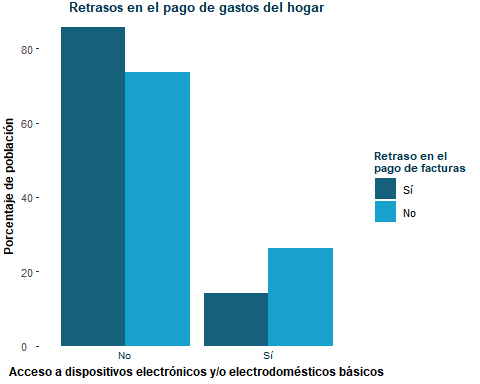 Retrasos en el pago de gastos del hogar
Porcentaje de población
80
60
40
20
0
No
Sí
Acceso a dispositivos electrónicos y/o electrodomésticos básicos
Retraso en el
pago de facturas
Sí
No